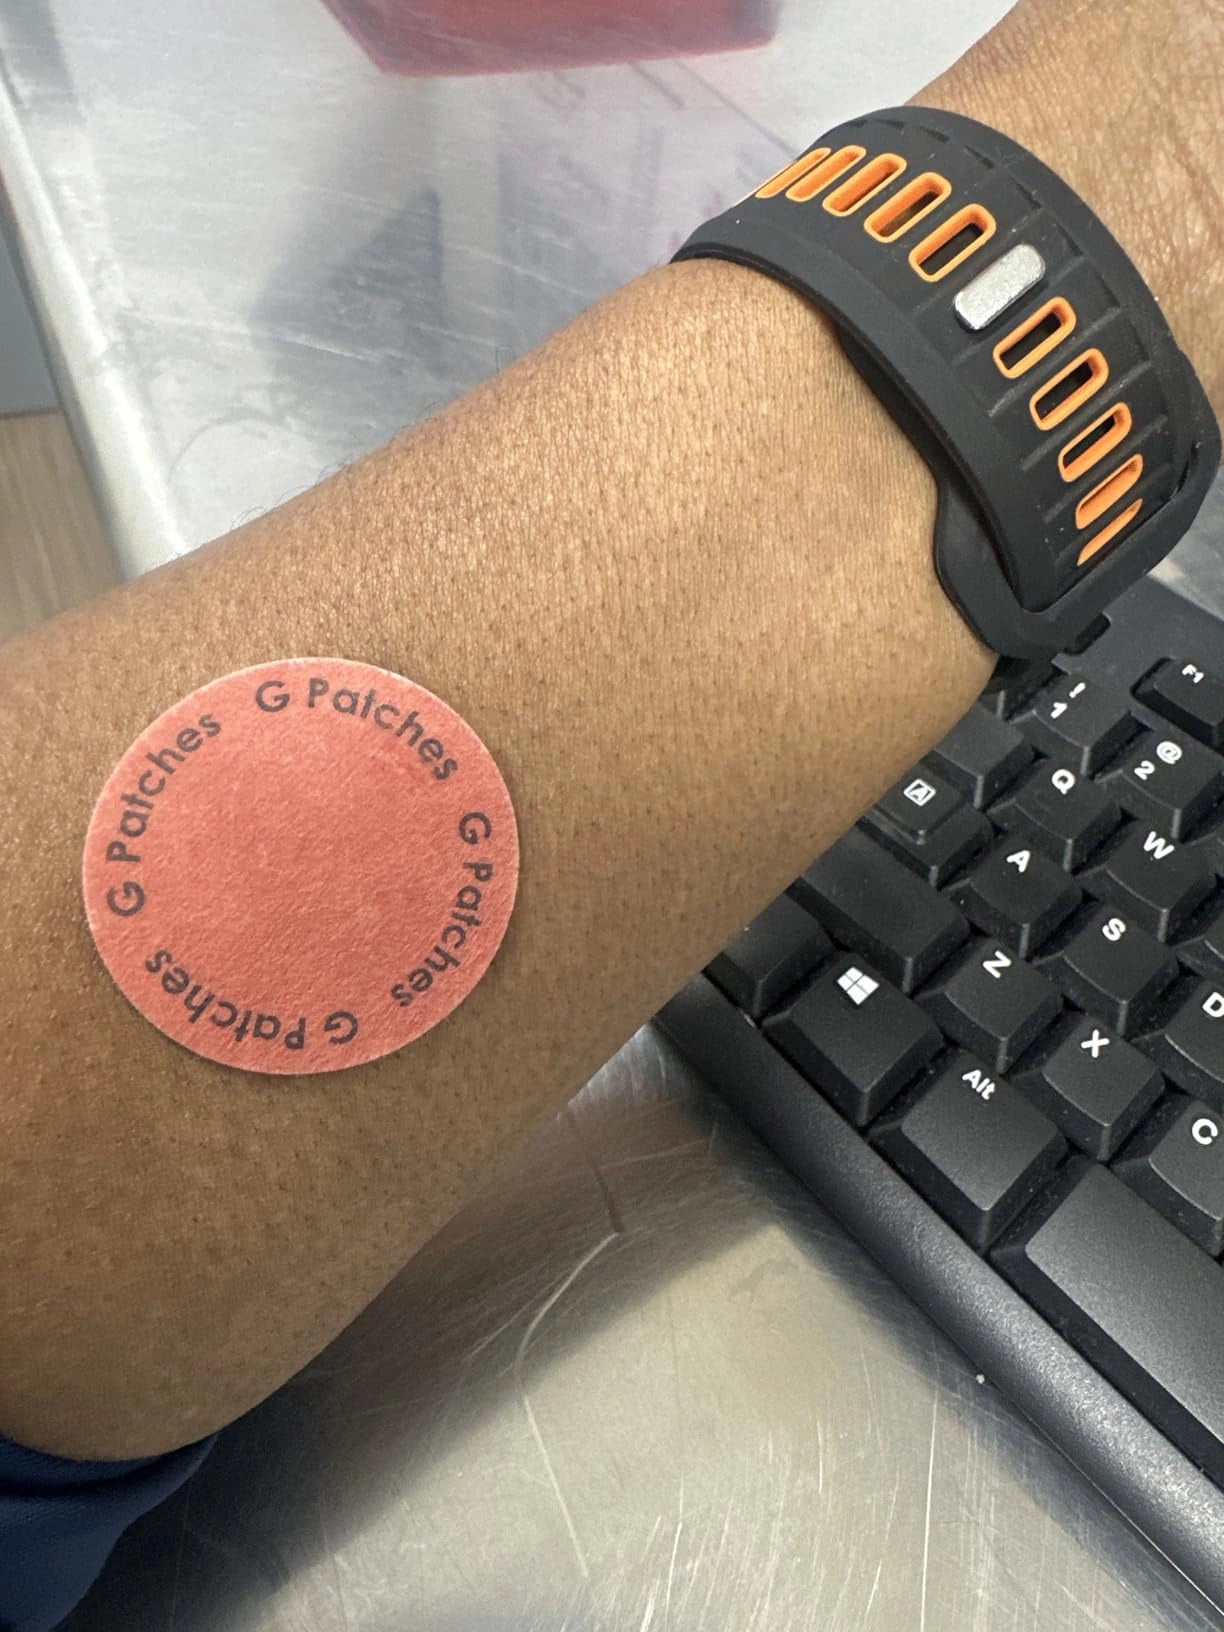 G Patches
G Patches
G Patches
G Patches
F1
! 1
@ 2
Q
W
A
A
S
D
Z
X
C
Alt